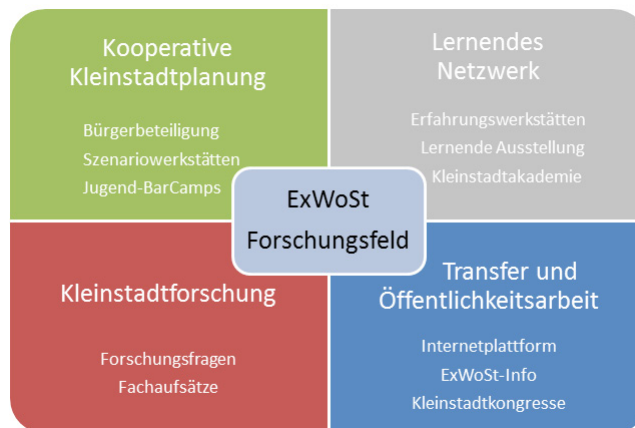 Kooperative
Kleinstadtplanung
Bürgerbeteiligung
Szenariowerkstätten
Jugend-BarCamps
Lernendes
Netzwerk
Erfahrungswerkstätten
Lernende Ausstellung
Kleinstadtakademie
ExWoSt
Forschungsfeld
Kleinstadtforschung
Forschungsfragen
Fachaufsätze
Transfer und
Öffentlichkeitsarbeit
Internetplattform
ExWoSt-Info
Kleinstadtkongresse